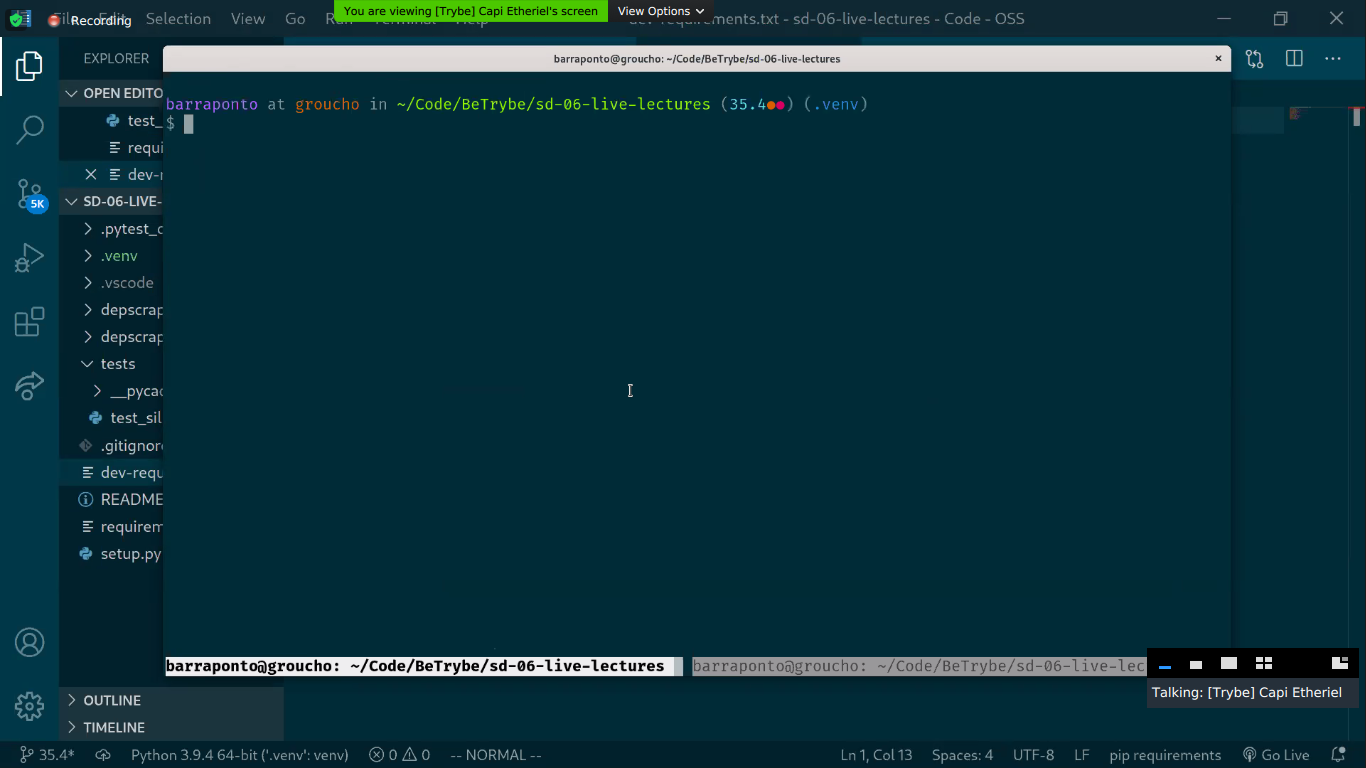 File Edit Selection View Go Run Terminal Help
dev-requirements.txt - sd-06-live-lectures - Code - OSS
Recording
You are viewing [Trybe] Capi Etheriel's screen
View Options
EXPLORER
barraponto@groucho: ~/Code/BeTrybe/sd-06-live-lectures
OPEN EDITO
barraponto at groucho in ~/Code/BeTrybe/sd-06-live-lectures (35.4●●) (.venv)
$
test_
requi
dev-r
5K
SD-06-LIVE-
.pytest_c
.venv
.vscode
depscrap
depscrap
tests
__pycac
test_sil
.gitignore
dev-requ
README
requirem
setup.py
barraponto@groucho: ~/Code/BeTrybe/sd-06-live-lectures
barraponto@groucho: ~/Code/BeTrybe/sd-06-live-lec
Talking: [Trybe] Capi Etheriel
OUTLINE
TIMELINE
35.4*
Python 3.9.4 64-bit ('.venv': venv)
0
0
-- NORMAL --
Ln 1, Col 13
Spaces: 4
UTF-8
LF
pip requirements
Go Live